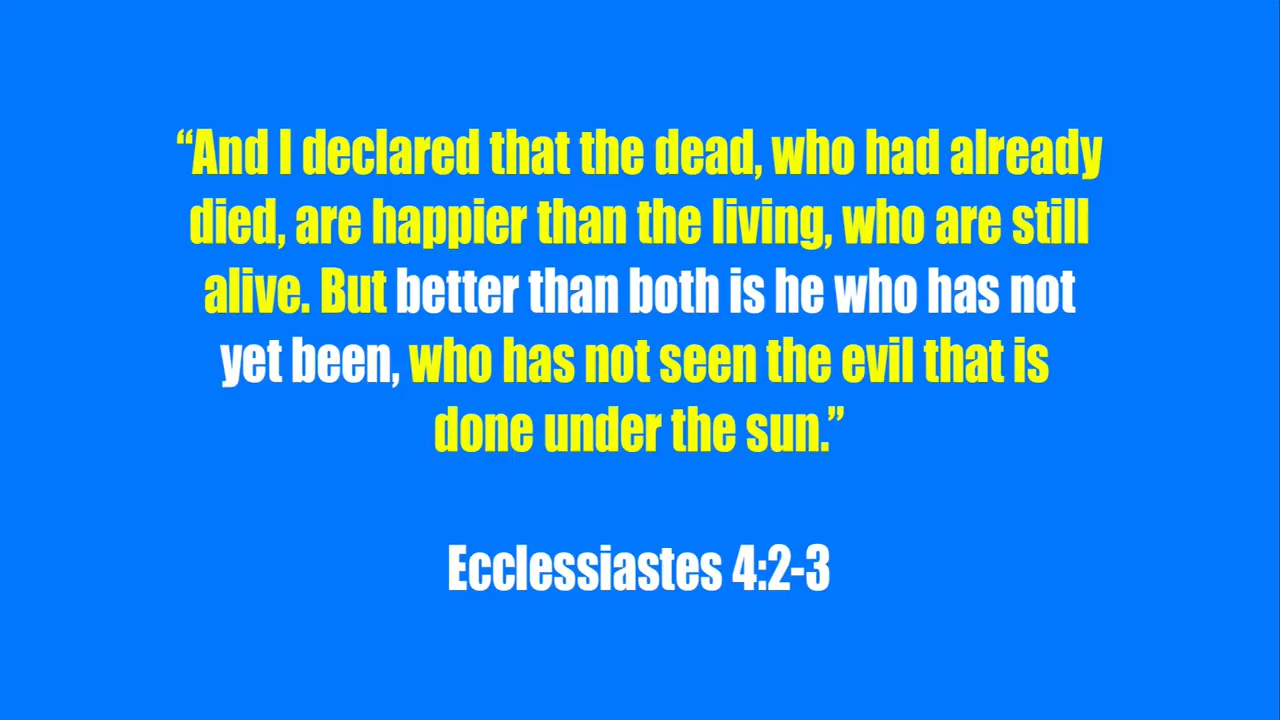 “And I declared that the dead, who had already
died, are happier than the living, who are still
alive. But better than both is he who has not
yet been, who has not seen the evil that is
done under the sun.”
Ecclessiastes 4:2-3